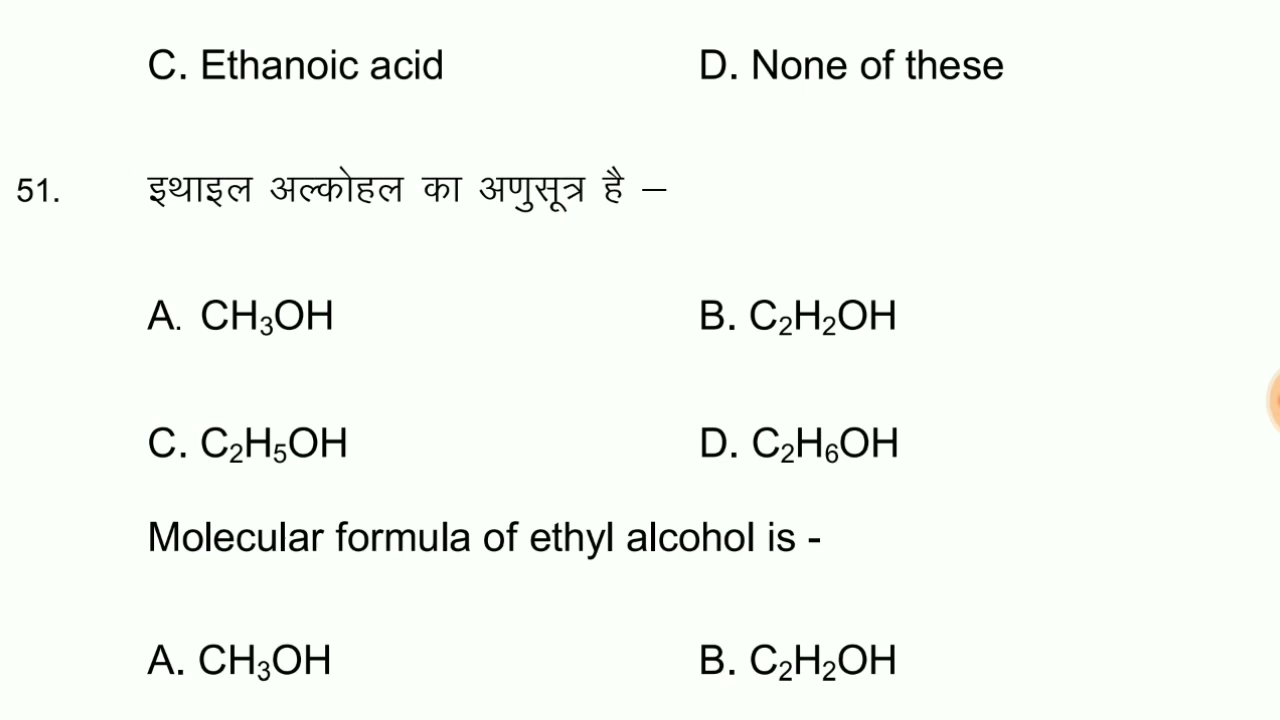 C. Ethanoic acid D. None of these
51. इथाइल अल्कोहल का अणुसूत्र है –
A. CH₃OH B. C₂H₂OH
C. C₂H₅OH D. C₂H₆OH
Molecular formula of ethyl alcohol is -
A. CH₃OH B. C₂H₂OH